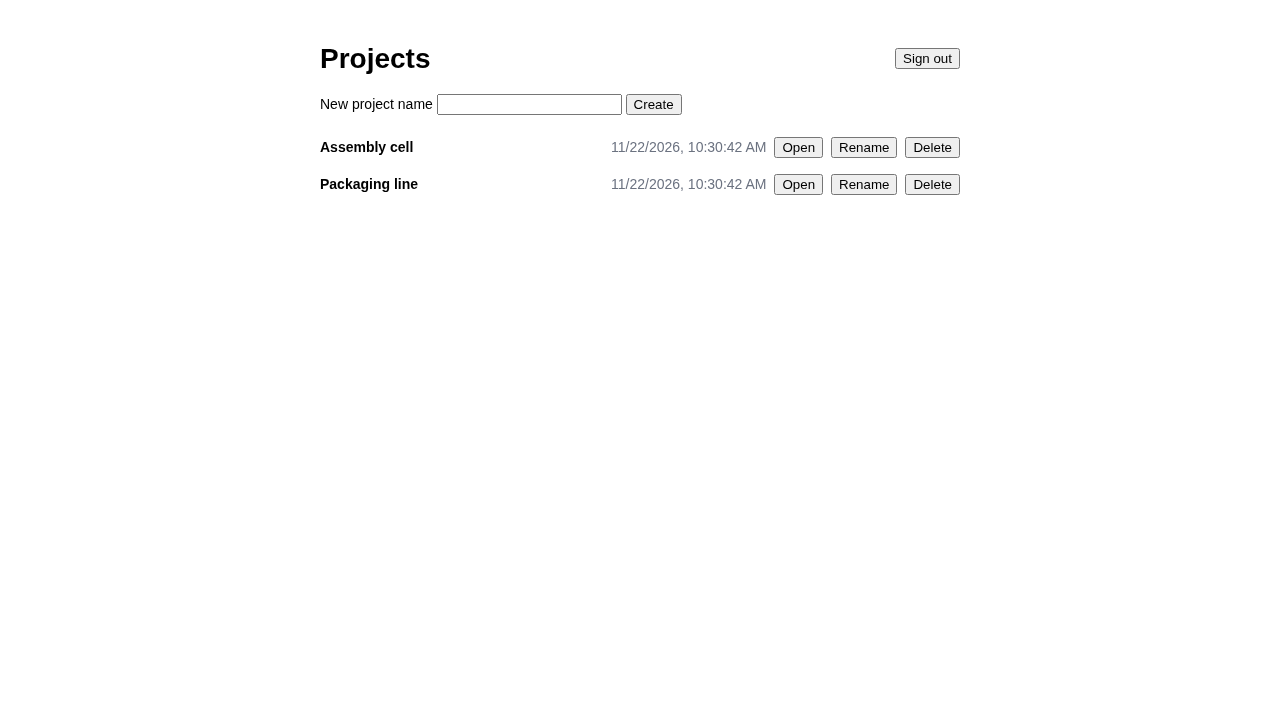 Projects Sign out
New project name Create
Assembly cell 11/22/2026, 10:30:42 AM Open Rename Delete
Packaging line 11/22/2026, 10:30:42 AM Open Rename Delete